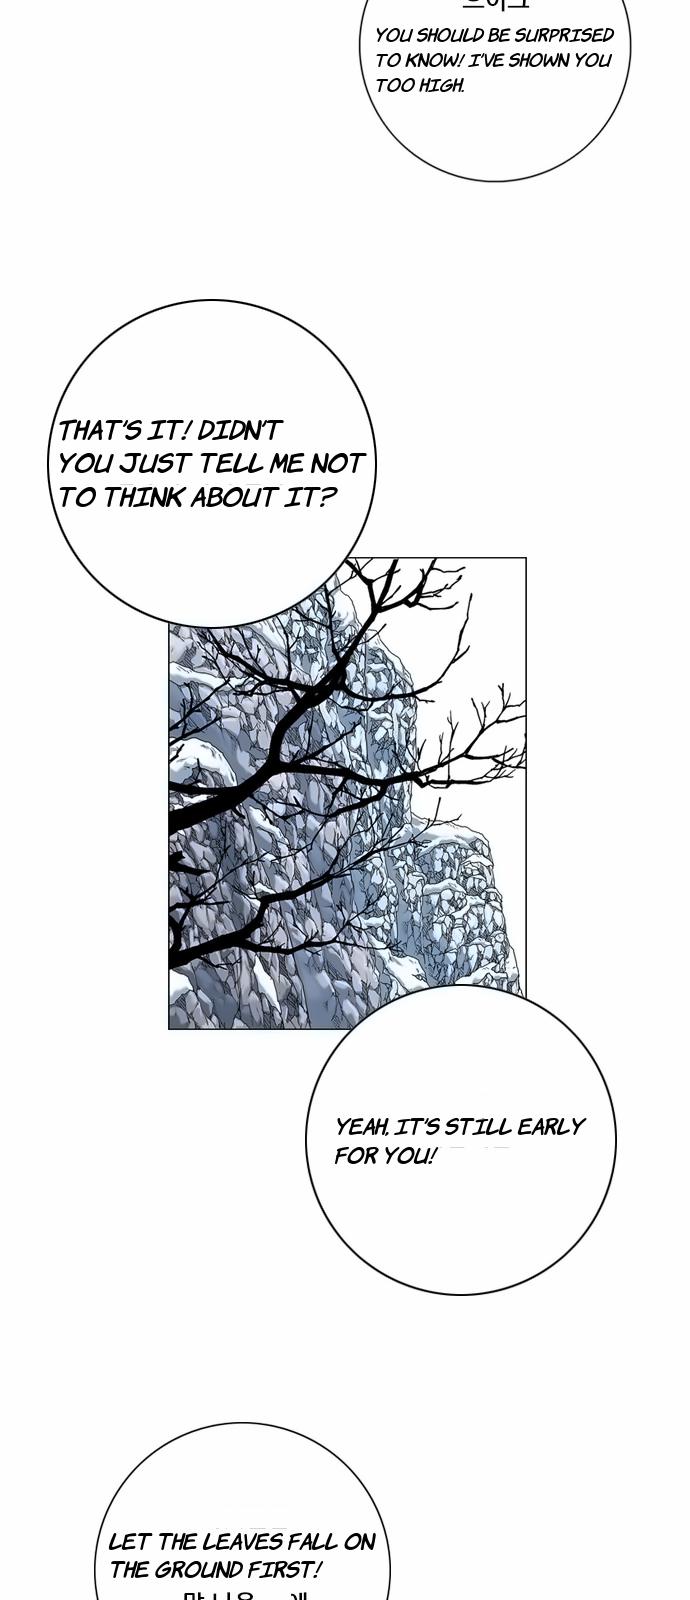 YOU SHOULD BE SURPRISED
TO KNOW! I'VE SHOWN YOU
TOO HIGH.
THAT'S IT! DIDN'T
YOU JUST TELL ME NOT
TO THINK ABOUT IT?
YEAH, IT'S STILL EARLY
FOR YOU!
LET THE LEAVES FALL ON
THE GROUND FIRST!